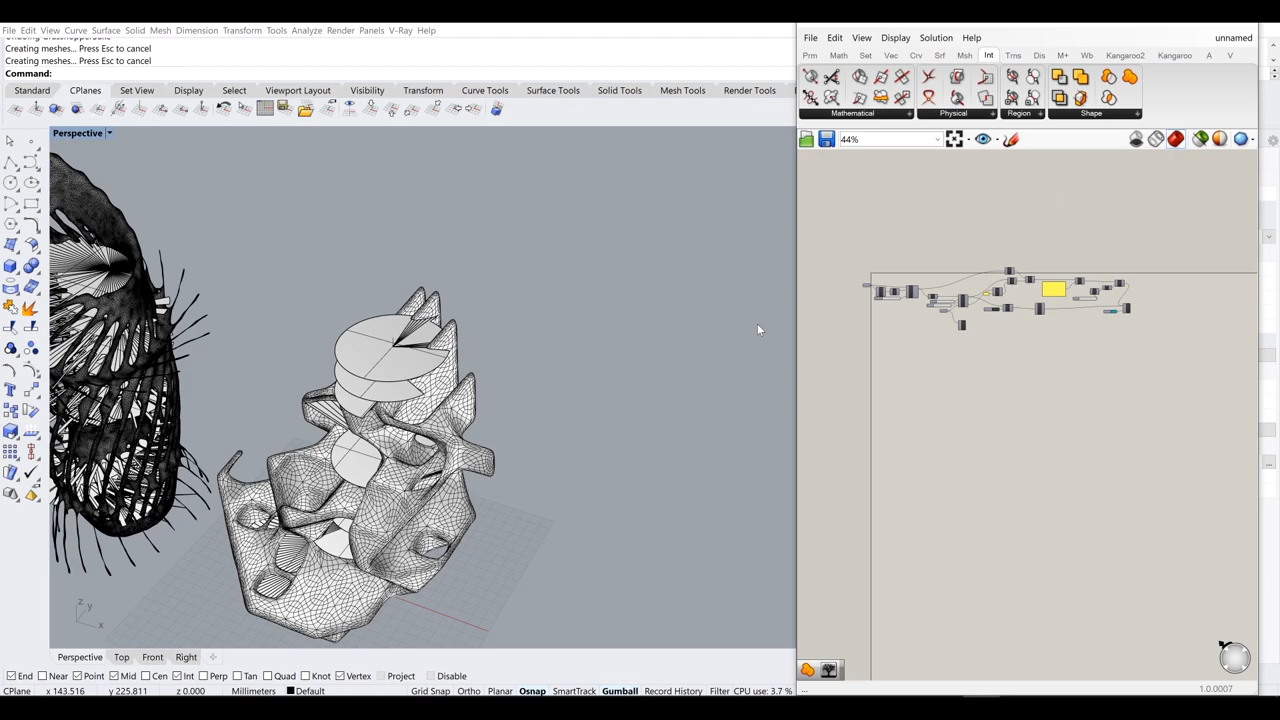 File Edit View Curve Surface Solid Mesh Dimension Transform Tools Analyze Render Panels V-Ray Help
Creating meshes... Press Esc to cancel
Creating meshes... Press Esc to cancel
Command:
Standard CPlanes Set View Display Select Viewport Layout Visibility Transform Curve Tools Surface Tools Solid Tools Mesh Tools Render Tools
Perspective
z y
x
Perspective Top Front Right
End Near Point Mid Cen Int Perp Tan Quad Knot Vertex Project Disable
CPlane x 143.516 y 225.811 z 0.000 Millimeters Default Grid Snap Ortho Planar Osnap SmartTrack Gumball Record History Filter CPU use: 3.7 %
File Edit View Display Solution Help unnamed
Prm Math Set Vec Crv Srf Msh Int Trns Dis M+ Wb Kangaroo2 Kangaroo A V
Mathematical Physical Region Shape
44%
... 1.0.0007